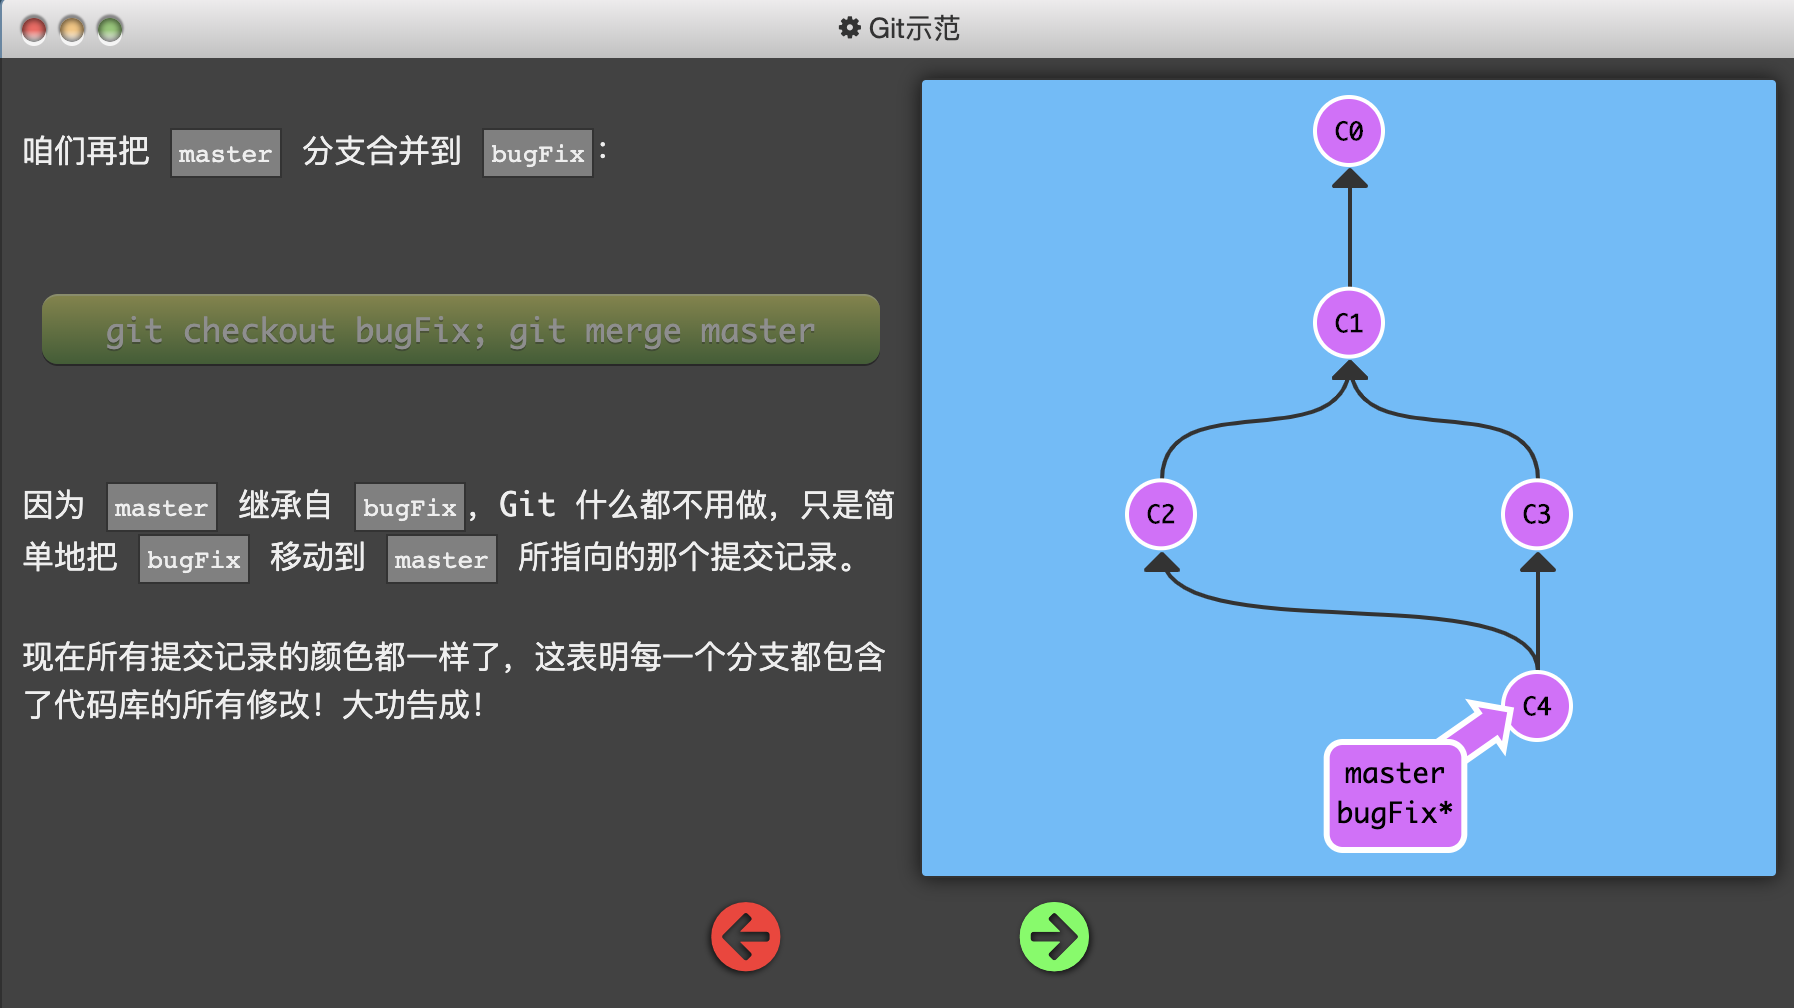 Git示范
咱们再把 master 分支合并到 bugFix：
git checkout bugFix; git merge master
因为 master 继承自 bugFix，Git 什么都不用做，只是简
单地把 bugFix 移动到 master 所指向的那个提交记录。
现在所有提交记录的颜色都一样了，这表明每一个分支都包含
了代码库的所有修改！大功告成！
C0
C1
C2
C3
C4
master
bugFix*